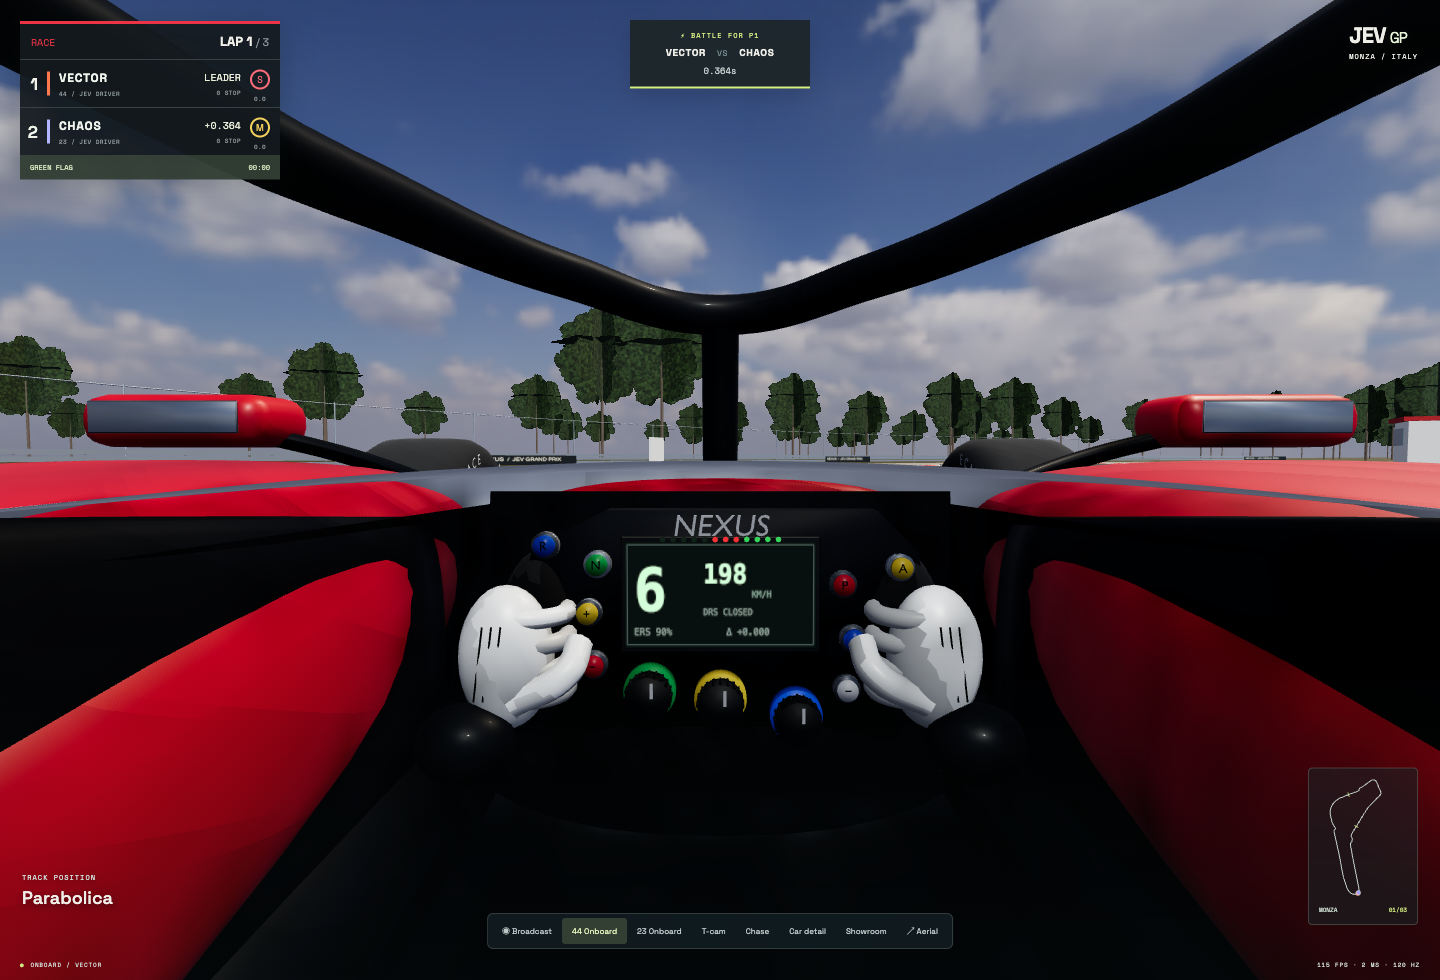 RACE
LAP 1 / 3
1 VECTOR LEADER S
44 / JEV DRIVER 0 STOP 0.0
2 CHAOS +0.364 M
23 / JEV DRIVER 0 STOP 0.0
GREEN FLAG 00:00
⚡ BATTLE FOR P1
VECTOR VS CHAOS
0.364s
JEV GP
MONZA / ITALY
US / JEV GRAND PRIX
NEXUS
R
N
+
P
A
-
6 198
KM/H
DRS CLOSED
ERS 90% Δ +0.000
TRACK POSITION
Parabolica
MONZA 01/03
Broadcast 44 Onboard 23 Onboard T-cam Chase Car detail Showroom ↗ Aerial
ONBOARD / VECTOR
115 FPS · 2 MS · 120 HZ